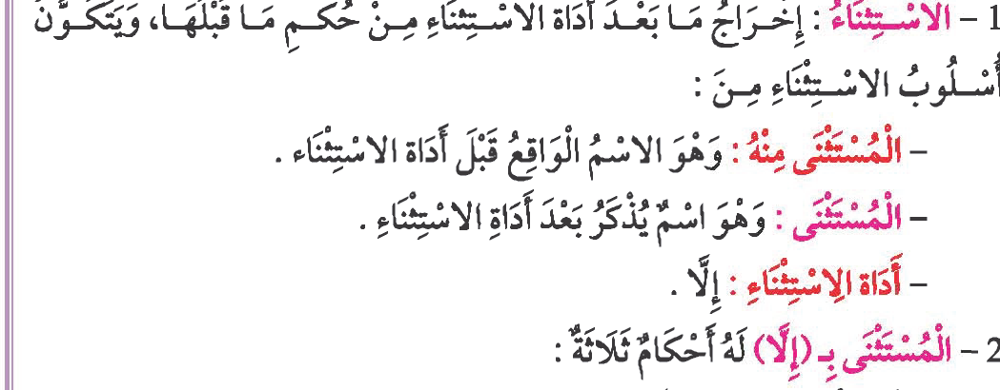 1 – الاسْتِثْنَاءُ : إِخْرَاجُ مَا بَعْدَ أَدَاة الاسْتِثْنَاءِ مِنْ حُكمِ مَا قَبْلَهَا، وَيَتَكَوَّنُ
أُسْلُوبُ الاسْتِثْنَاءِ مِنَ :
– الْمُسْتَثْنَى مِنْهُ : وَهْوَ الاسْمُ الْوَاقِعُ قَبْلَ أَدَاة الاسْتِثْنَاء .
– الْمُسْتَثْنَى : وَهْوَ اسْمٌ يُذْكَرُ بَعْدَ أَدَاةِ الاسْتِثْنَاءِ .
– أَدَاة الِاسْتِثْنَاءِ : إِلَّا .
2 – الْمُسْتَثْنَى بِـ (إِلَّا) لَهُ أَحْكَامٌ ثَلَاثَةٌ :